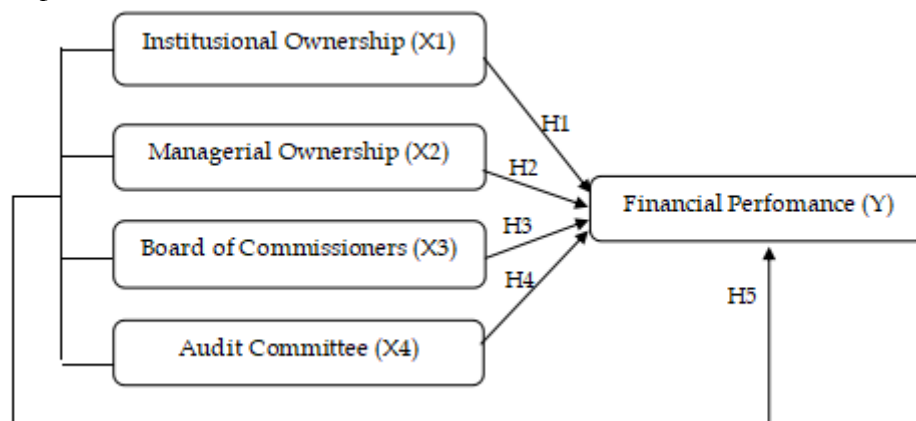 Institusional Ownership (X1)
H1
Managerial Ownership (X2)
H2
Financial Perfomance (Y)
H3
Board of Commissioners (X3)
H4
H5
Audit Committee (X4)